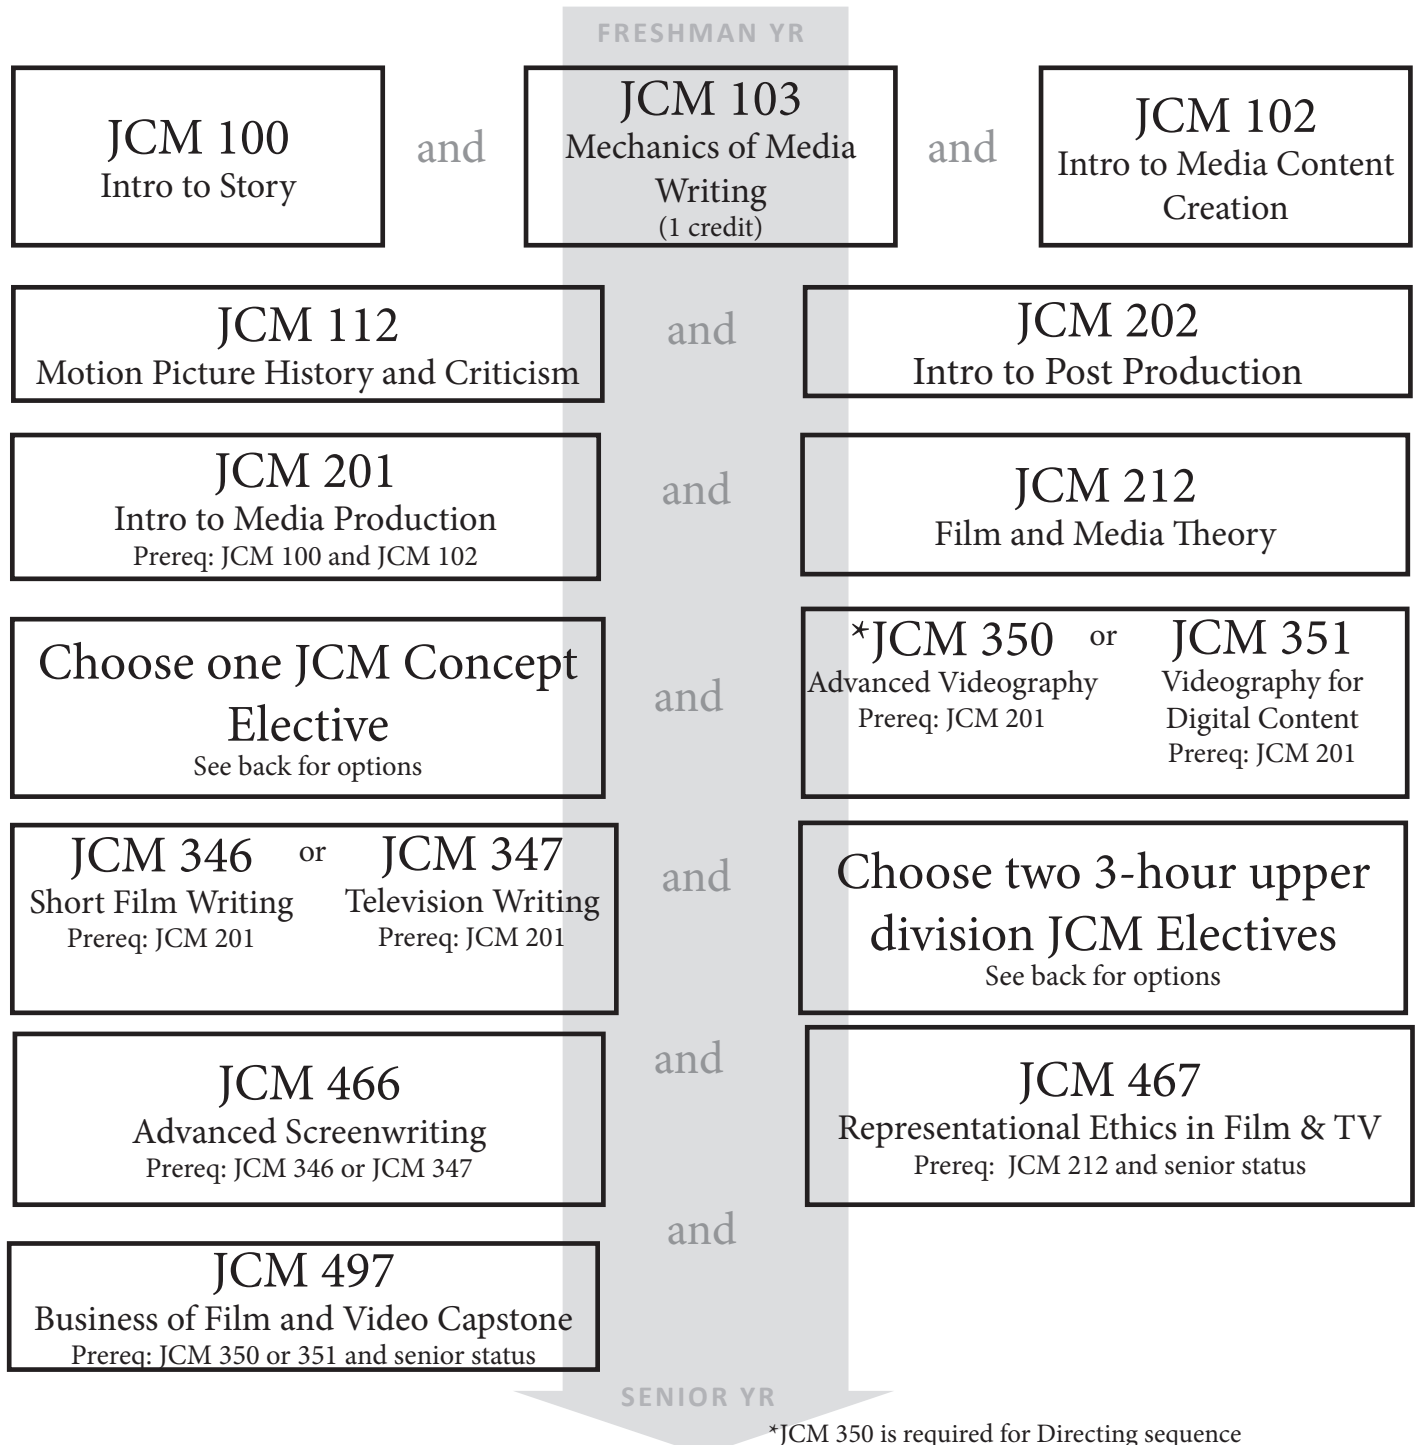 FRESHMAN YR
JCM 100
Intro to Story
and
JCM 103
Mechanics of Media
Writing
(1 credit)
and
JCM 102
Intro to Media Content
Creation
JCM 112
Motion Picture History and Criticism
and
JCM 202
Intro to Post Production
JCM 201
Intro to Media Production
Prereq: JCM 100 and JCM 102
and
JCM 212
Film and Media Theory
Choose one JCM Concept
Elective
See back for options
and
*JCM 350
Advanced Videography
Prereq: JCM 201
or
JCM 351
Videography for
Digital Content
Prereq: JCM 201
JCM 346
Short Film Writing
Prereq: JCM 201
or
JCM 347
Television Writing
Prereq: JCM 201
and
Choose two 3-hour upper
division JCM Electives
See back for options
JCM 466
Advanced Screenwriting
Prereq: JCM 346 or JCM 347
and
JCM 467
Representational Ethics in Film & TV
Prereq: JCM 212 and senior status
and
JCM 497
Business of Film and Video Capstone
Prereq: JCM 350 or 351 and senior status
SENIOR YR
*JCM 350 is required for Directing sequence